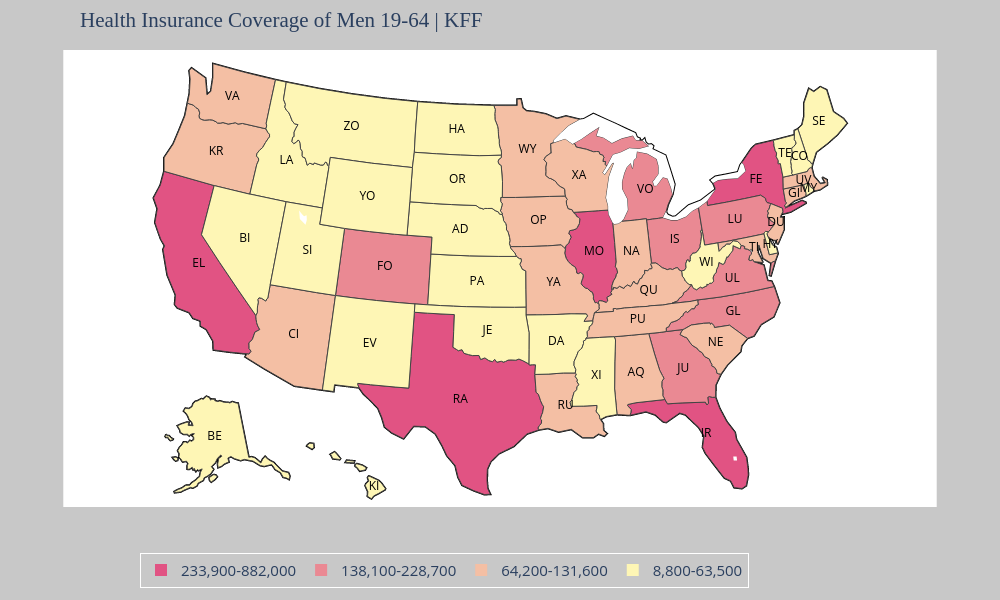 Health Insurance Coverage of Men 19-64 | KFF
VA
ZO
HA
WY
SE
KR
LA
TE
CO
YO
OR
XA
VO
FE
UV
GI
MY
BI
SI
AD
OP
LU
DU
EL
FO
PA
YA
MO
NA
IS
WI
HY
UL
QU
CI
EV
JE
DA
PU
GL
NE
RA
XI
AQ
JU
RU
IR
BE
KI
233,900-882,000 138,100-228,700 64,200-131,600 8,800-63,500